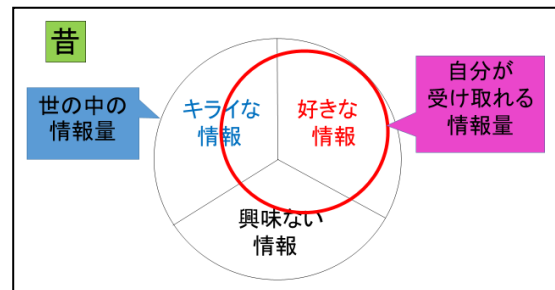 昔
世の中の
情報量
キライな
情報
好きな
情報
自分が
受け取れる
情報量
興味ない
情報